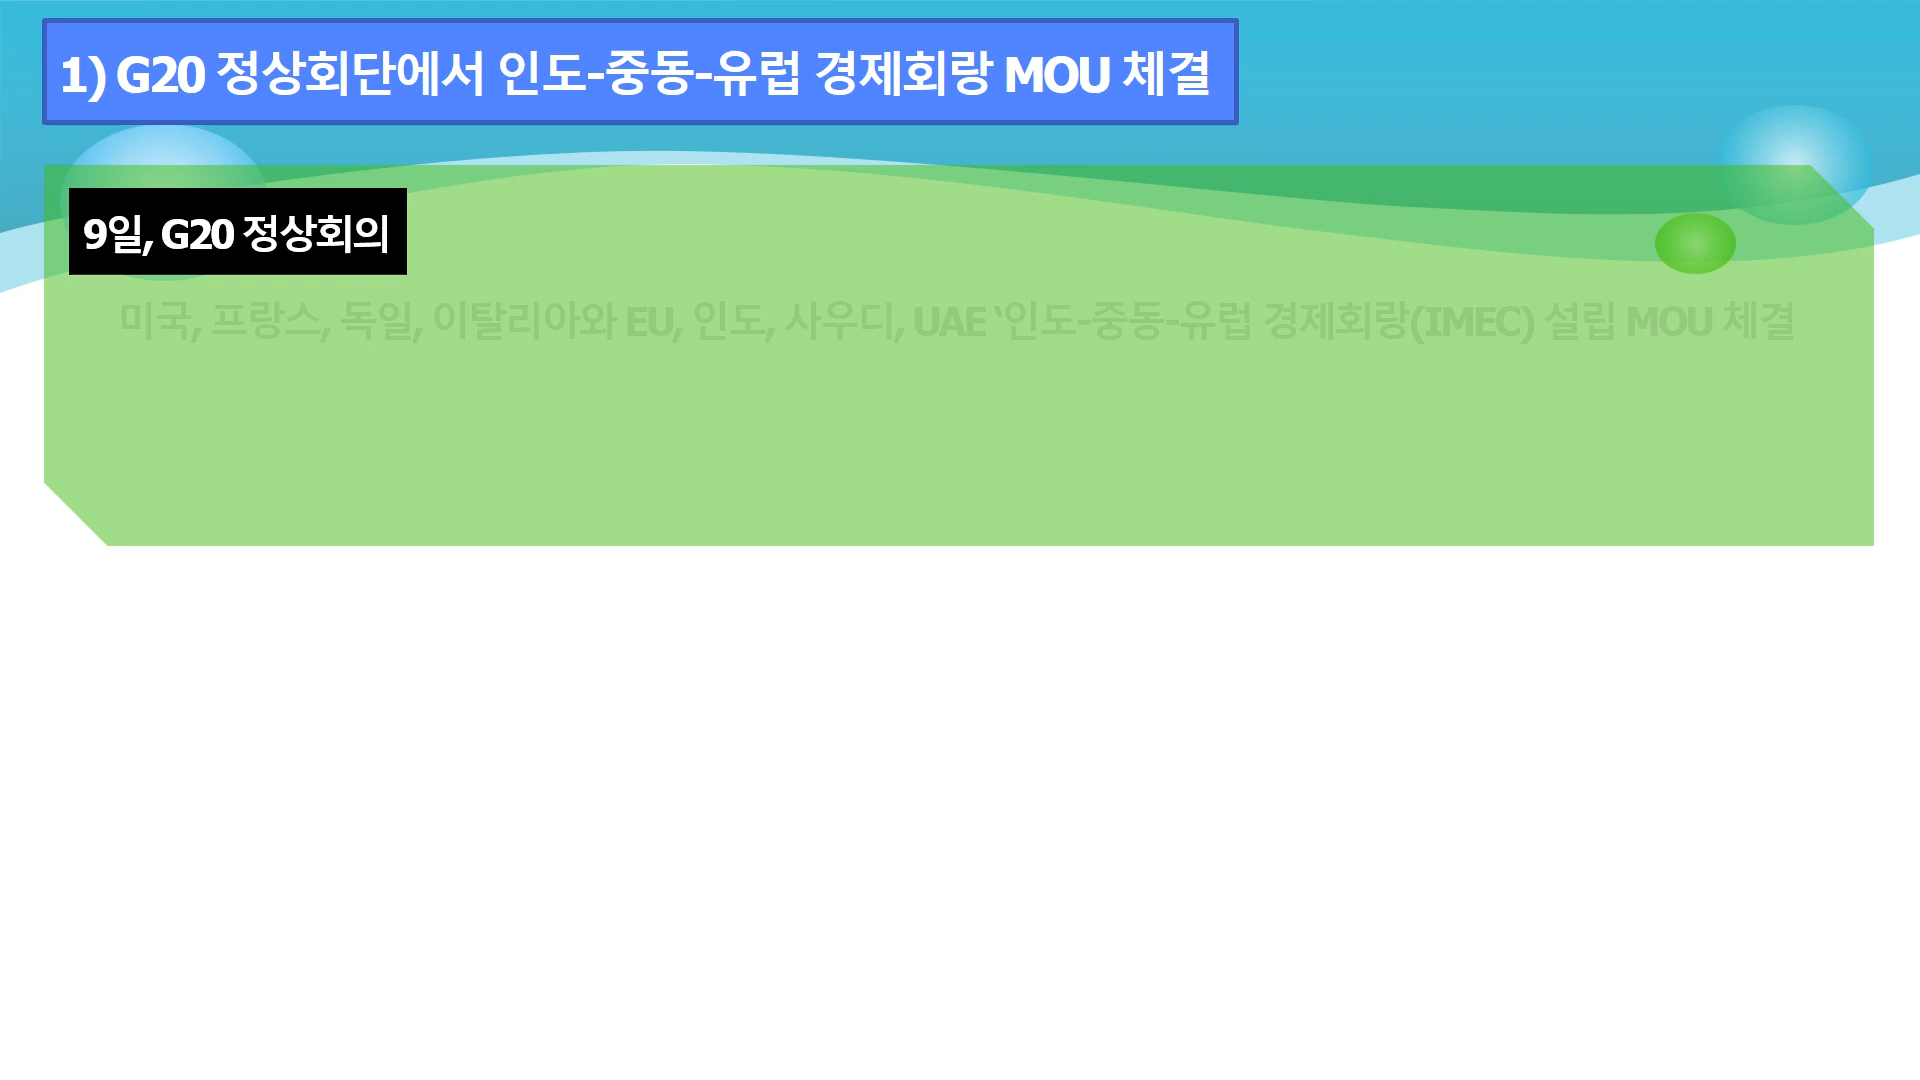 1) G20 정상회단에서 인도-중동-유럽 경제회랑 MOU 체결
9일, G20 정상회의
미국, 프랑스, 독일, 이탈리아와 EU, 인도, 사우디, UAE ‘인도-중동-유럽 경제회랑(IMEC) 설립 MOU 체결